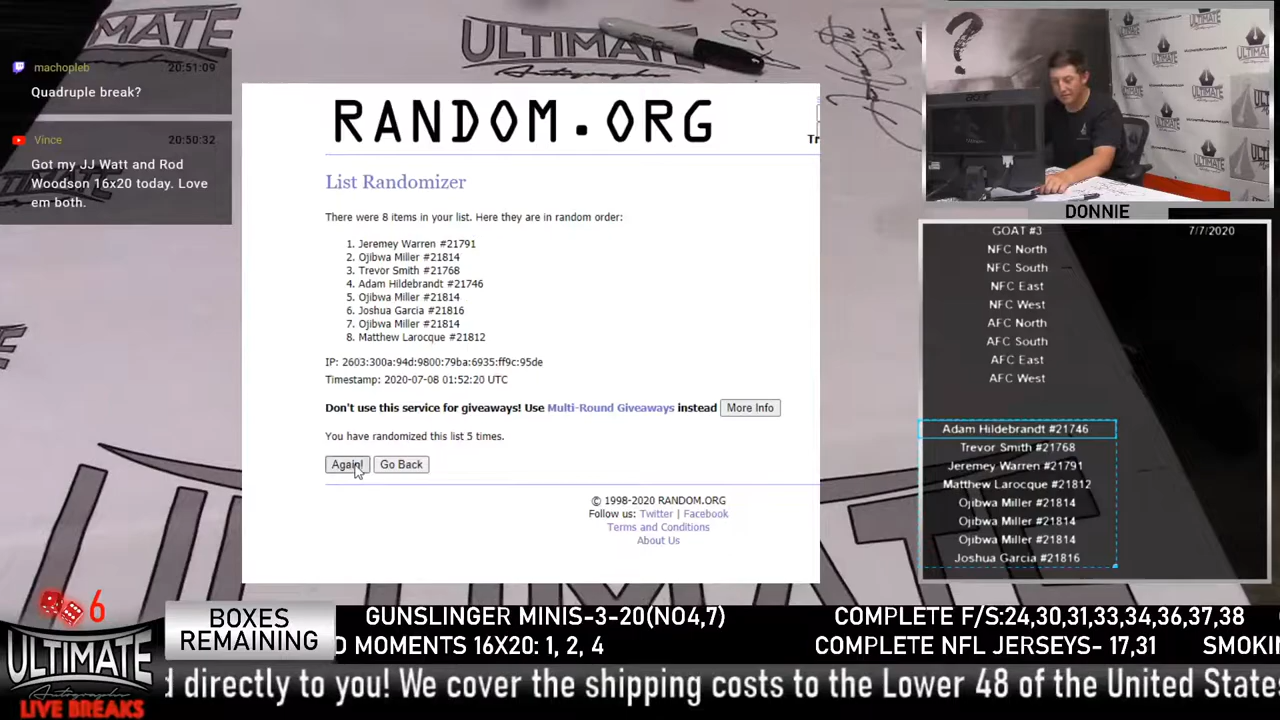 machopleb 20:51:09
Quadruple break?
Vince 20:50:32
Got my JJ Watt and Rod
Woodson 16x20 today. Love
em both.
ULTIMATE
RANDOM.ORG
Tr
List Randomizer
There were 8 items in your list. Here they are in random order:
1. Jeremey Warren #21791
2. Ojibwa Miller #21814
3. Trevor Smith #21768
4. Adam Hildebrandt #21746
5. Ojibwa Miller #21814
6. Joshua Garcia #21816
7. Ojibwa Miller #21814
8. Matthew Larocque #21812
IP: 2603:300a:94d:9800:79ba:6935:ff9c:95de
Timestamp: 2020-07-08 01:52:20 UTC
Don't use this service for giveaways! Use Multi-Round Giveaways instead More Info
You have randomized this list 5 times.
Again! Go Back
© 1998-2020 RANDOM.ORG
Follow us: Twitter | Facebook
Terms and Conditions
About Us
DONNIE
GOAT #3 7/7/2020
NFC North
NFC South
NFC East
NFC West
AFC North
AFC South
AFC East
AFC West
Adam Hildebrandt #21746
Trevor Smith #21768
Jeremey Warren #21791
Matthew Larocque #21812
Ojibwa Miller #21814
Ojibwa Miller #21814
Ojibwa Miller #21814
Joshua Garcia #21816
6
ULTIMATE
Autographs
LIVE BREAKS
BOXES
REMAINING
GUNSLINGER MINIS-3-20(NO4,7) COMPLETE F/S:24,30,31,33,34,36,37,38
D MOMENTS 16X20: 1, 2, 4 COMPLETE NFL JERSEYS- 17,31 SMOKIN
d directly to you! We cover the shipping costs to the Lower 48 of the United States